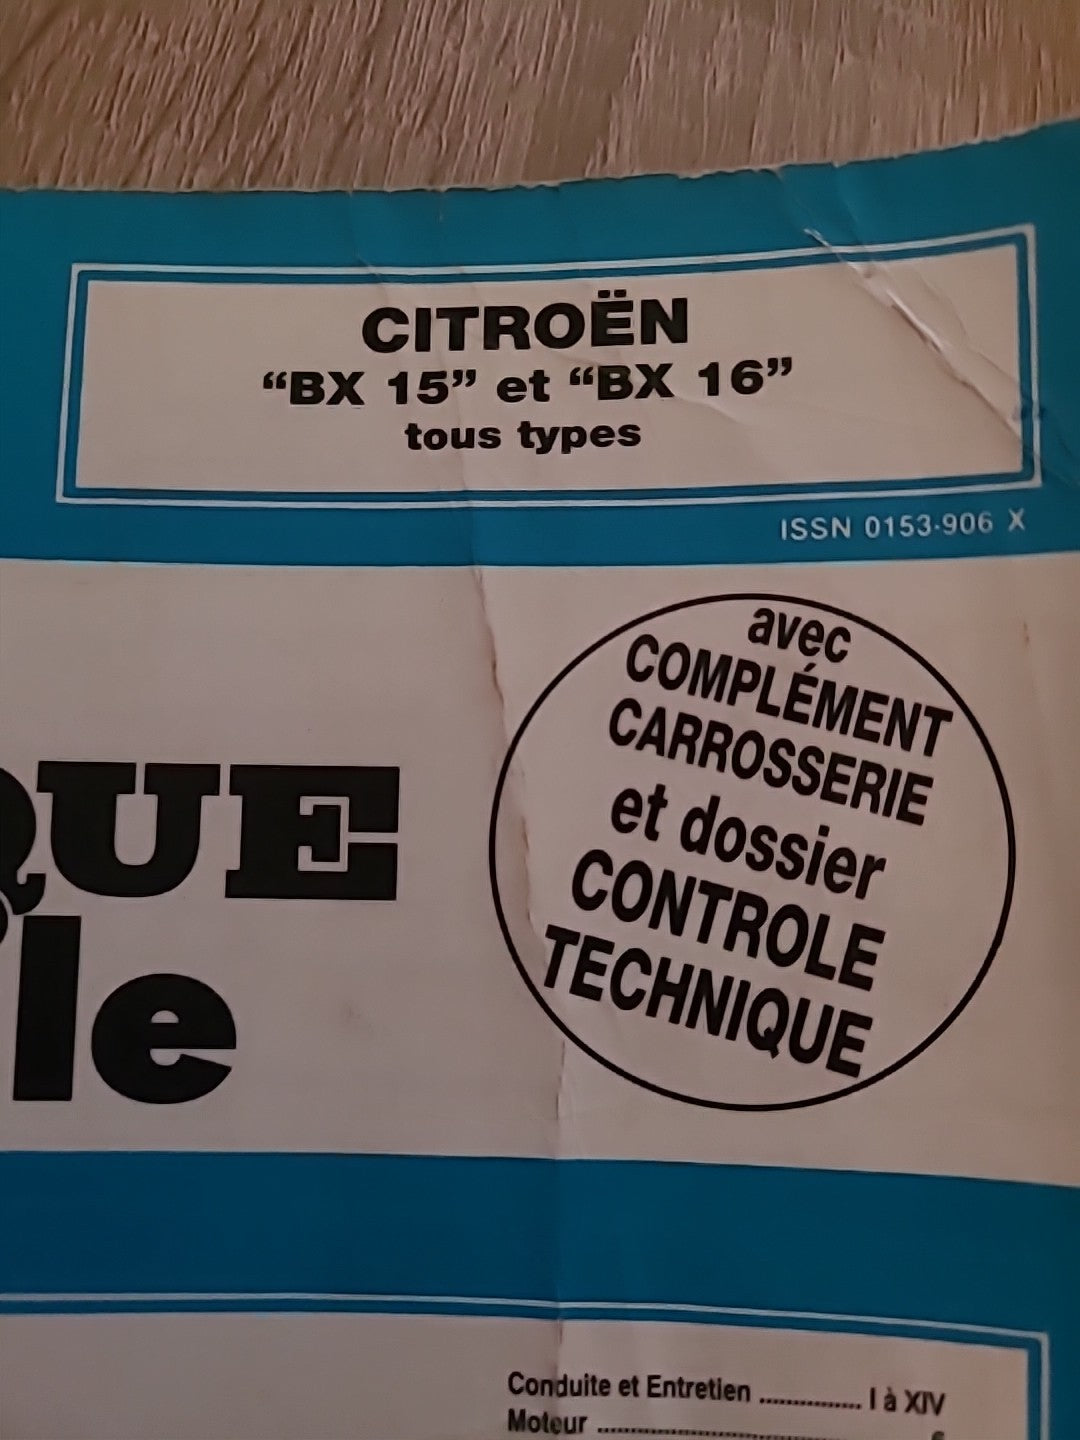 CITROËN
“BX 15” et “BX 16”
tous types
ISSN 0153-906 X
avec
COMPLÉMENT
CARROSSERIE
et dossier
CONTROLE
TECHNIQUE
QUE
le
Conduite et Entretien ................ I à XIV
Moteur ................................